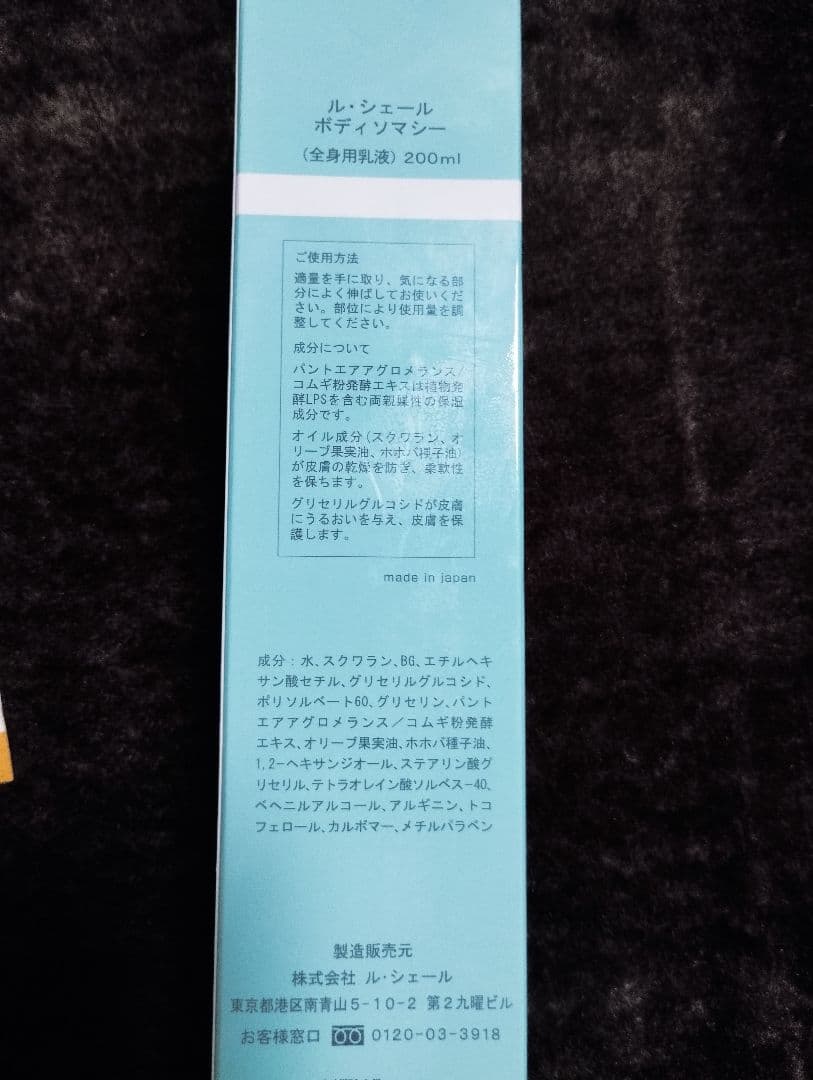 ル・シェール
ボディソマシー
（全身用乳液）200ml
ご使用方法
適量を手に取り、気になる部
分によく伸ばしてお使いくだ
さい。部位により使用量を調
整してください。
成分について
パントエアアグロメランス/
コムギ粉発酵エキスは植物発
酵LPSを含む両親媒性の保湿
成分です。
オイル成分(スクワラン、オ
リーブ果実油、ホホバ種子油)
が皮膚の乾燥を防ぎ、柔軟性
を保ちます。
グリセリルグルコシドが皮膚
にうるおいを与え、皮膚を保
護します。
made in japan
成分：水、スクワラン、BG、エチルヘキ
サン酸セチル、グリセリルグルコシド、
ポリソルベート60、グリセリン、パント
エアアグロメランス／コムギ粉発酵
エキス、オリーブ果実油、ホホバ種子油、
1,2-ヘキサンジオール、ステアリン酸グ
リセリル、テトラオレイン酸ソルベス-40、
ベヘニルアルコール、アルギニン、トコ
フェロール、カルボマー、メチルパラベン
製造販売元
株式会社 ル・シェール
東京都港区南青山5-10-2 第2九曜ビル
お客様窓口 0120-03-3918